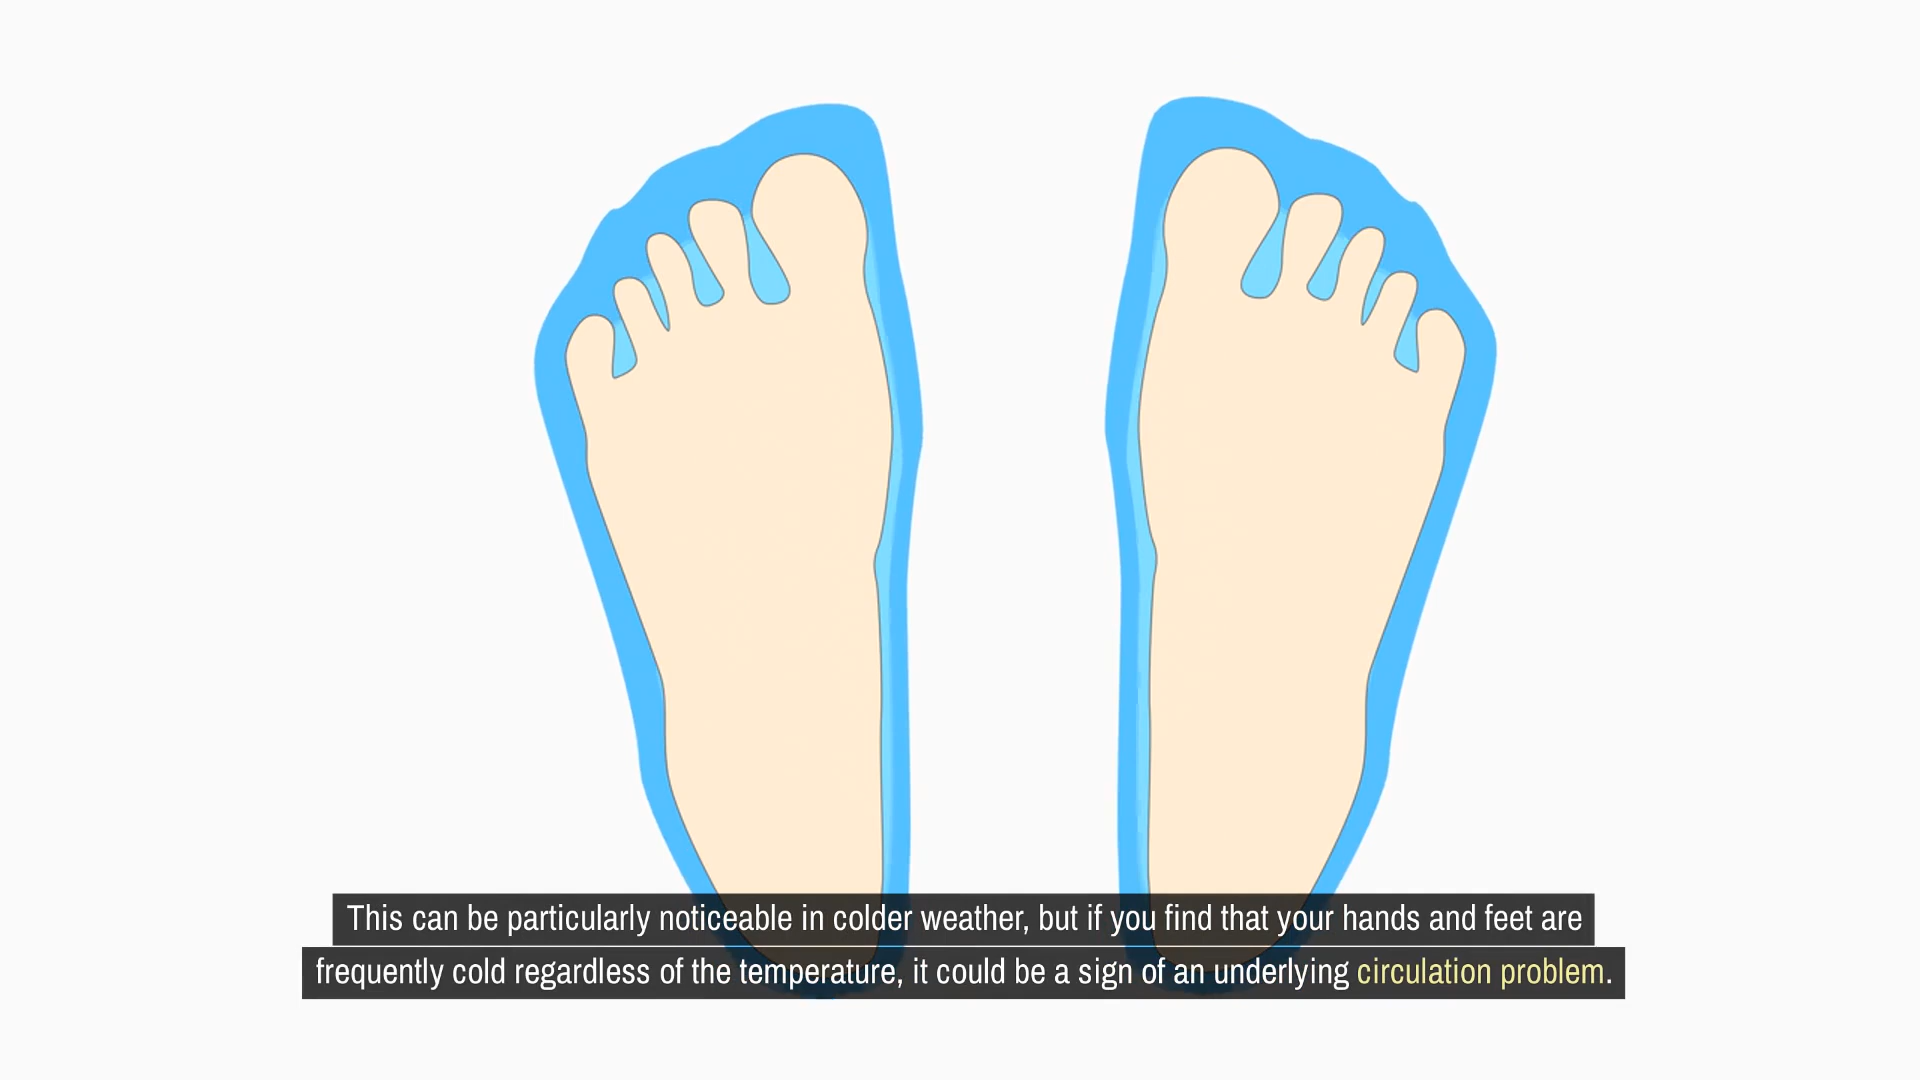 This can be particularly noticeable in colder weather, but if you find that your hands and feet are
frequently cold regardless of the temperature, it could be a sign of an underlying circulation problem.